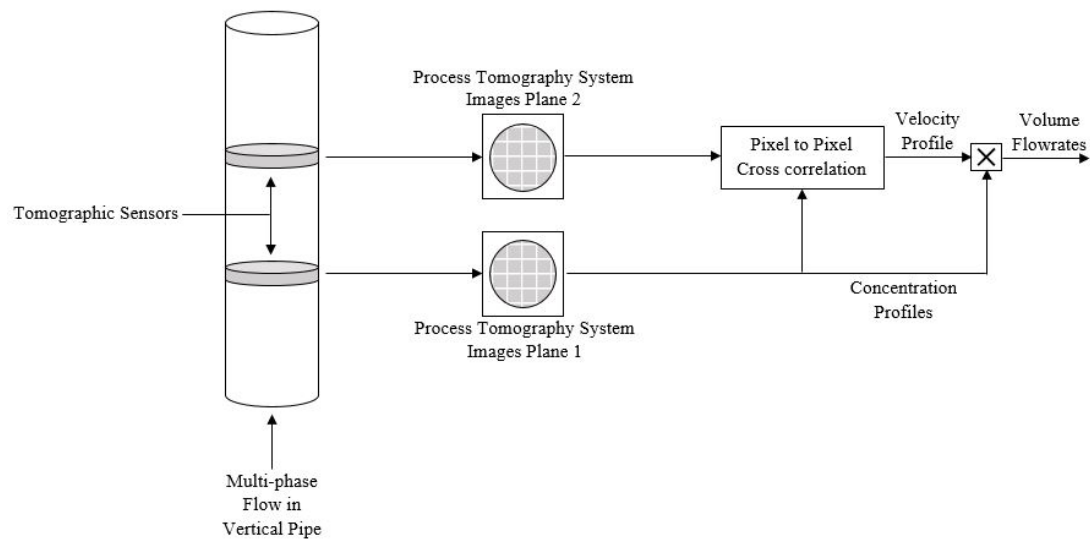 Process Tomography System
Images Plane 2
Velocity
Profile
Volume
Flowrates
Pixel to Pixel
Cross correlation
Tomographic Sensors
Concentration
Profiles
Process Tomography System
Images Plane 1
Multi-phase
Flow in
Vertical Pipe